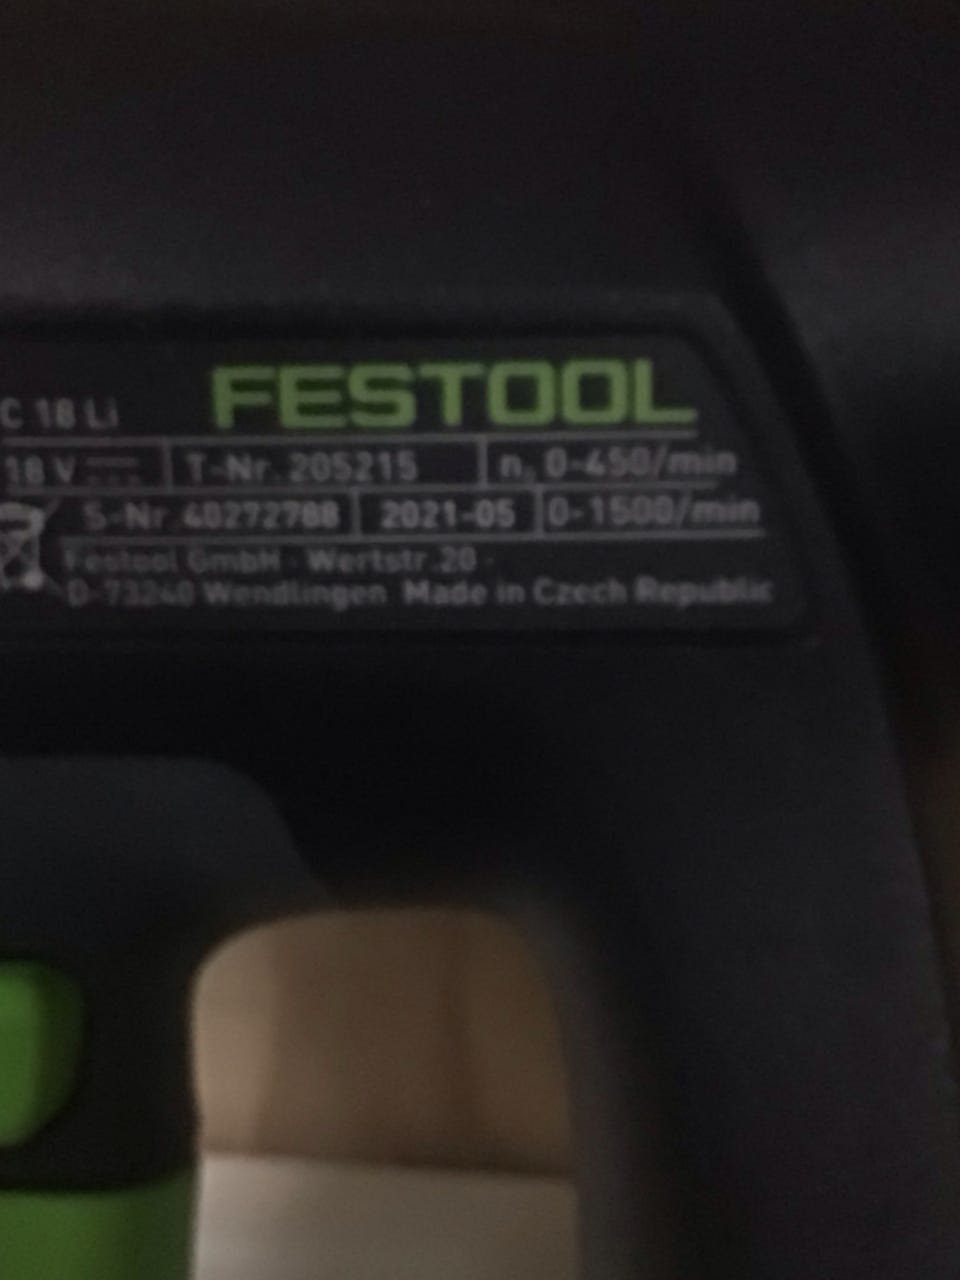 FESTOOL
C 18 Li
18 V T-Nr. 205215 n₀ 0-450/min
S-Nr. 40272788 2021-05 0-1500/min
Festool GmbH · Wertstr.20 ·
D-73240 Wendlingen Made in Czech Republic